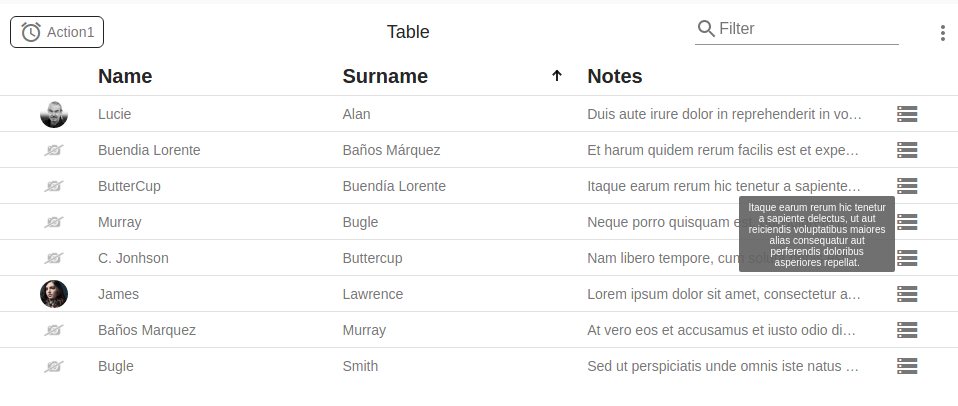 Action1 Table Filter
Name Surname Notes
Lucie Alan Duis aute irure dolor in reprehenderit in vo…
Buendia Lorente Baños Márquez Et harum quidem rerum facilis est et expe…
ButterCup Buendía Lorente Itaque earum rerum hic tenetur a sapiente…
Murray Bugle Neque porro quisquam est
C. Jonhson Buttercup Nam libero tempore, cum solu
Itaque earum rerum hic tenetur
a sapiente delectus, ut aut
reiciendis voluptatibus maiores
alias consequatur aut
perferendis doloribus
asperiores repellat.
James Lawrence Lorem ipsum dolor sit amet, consectetur a…
Baños Marquez Murray At vero eos et accusamus et iusto odio di…
Bugle Smith Sed ut perspiciatis unde omnis iste natus …